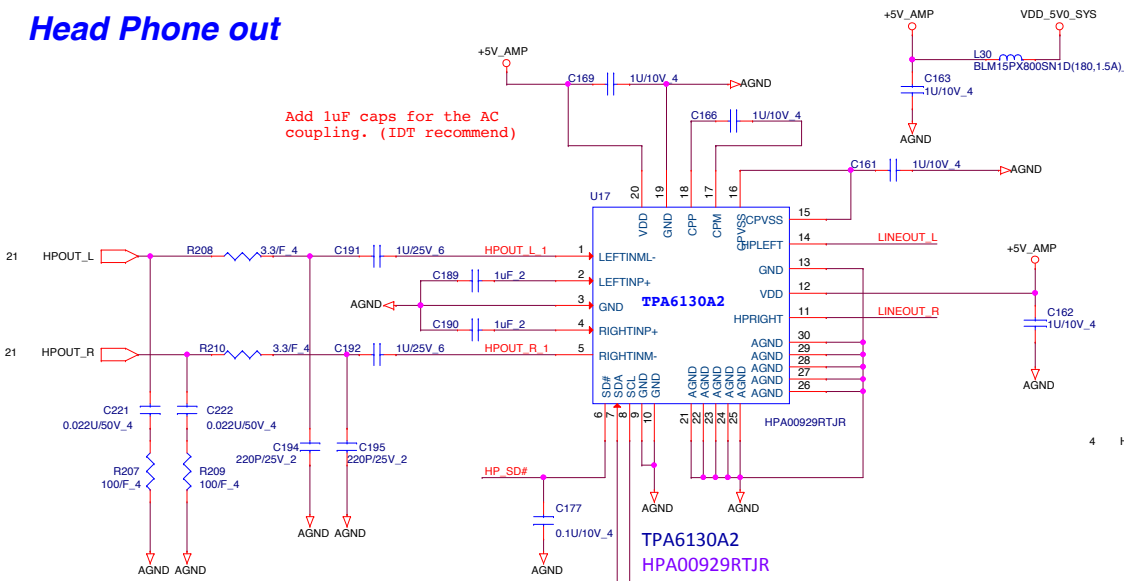 Head Phone out
+5V_AMP
VDD_5V0_SYS
L30
BLM15PX800SN1D(180,1.5A)_
C163
1U/10V_4
AGND
+5V_AMP
C169
1U/10V_4
AGND
Add 1uF caps for the AC
coupling. (IDT recommend)
C166
1U/10V_4
C161
1U/10V_4
AGND
20
19
18
17
16
U17
VDD
GND
CPP
CPM
CPVSS
CPVSS
15
HPLEFT
14
LINEOUT_L
GND
13
VDD
12
HPRIGHT
11
LINEOUT_R
AGND
30
AGND
29
AGND
28
AGND
27
AGND
26
+5V_AMP
C162
1U/10V_4
AGND
21
HPOUT_L
R208
3.3/F_4
C191
1U/25V_6
HPOUT_L_1
1
LEFTINML-
C189
1uF_2
2
LEFTINP+
AGND
3
GND
TPA6130A2
C190
1uF_2
4
RIGHTINP+
21
HPOUT_R
R210
3.3/F_4
C192
1U/25V_6
HPOUT_R_1
5
RIGHTINM-
SD#
SDA
SCL
GND
GND
AGND
AGND
AGND
AGND
AGND
6
7
8
9
10
21
22
23
24
25
HPA00929RTJR
C221
0.022U/50V_4
C222
0.022U/50V_4
C194
220P/25V_2
C195
220P/25V_2
R207
100/F_4
R209
100/F_4
HP_SD#
C177
0.1U/10V_4
AGND
AGND
AGND
AGND
AGND
AGND
AGND
TPA6130A2
HPA00929RTJR
4